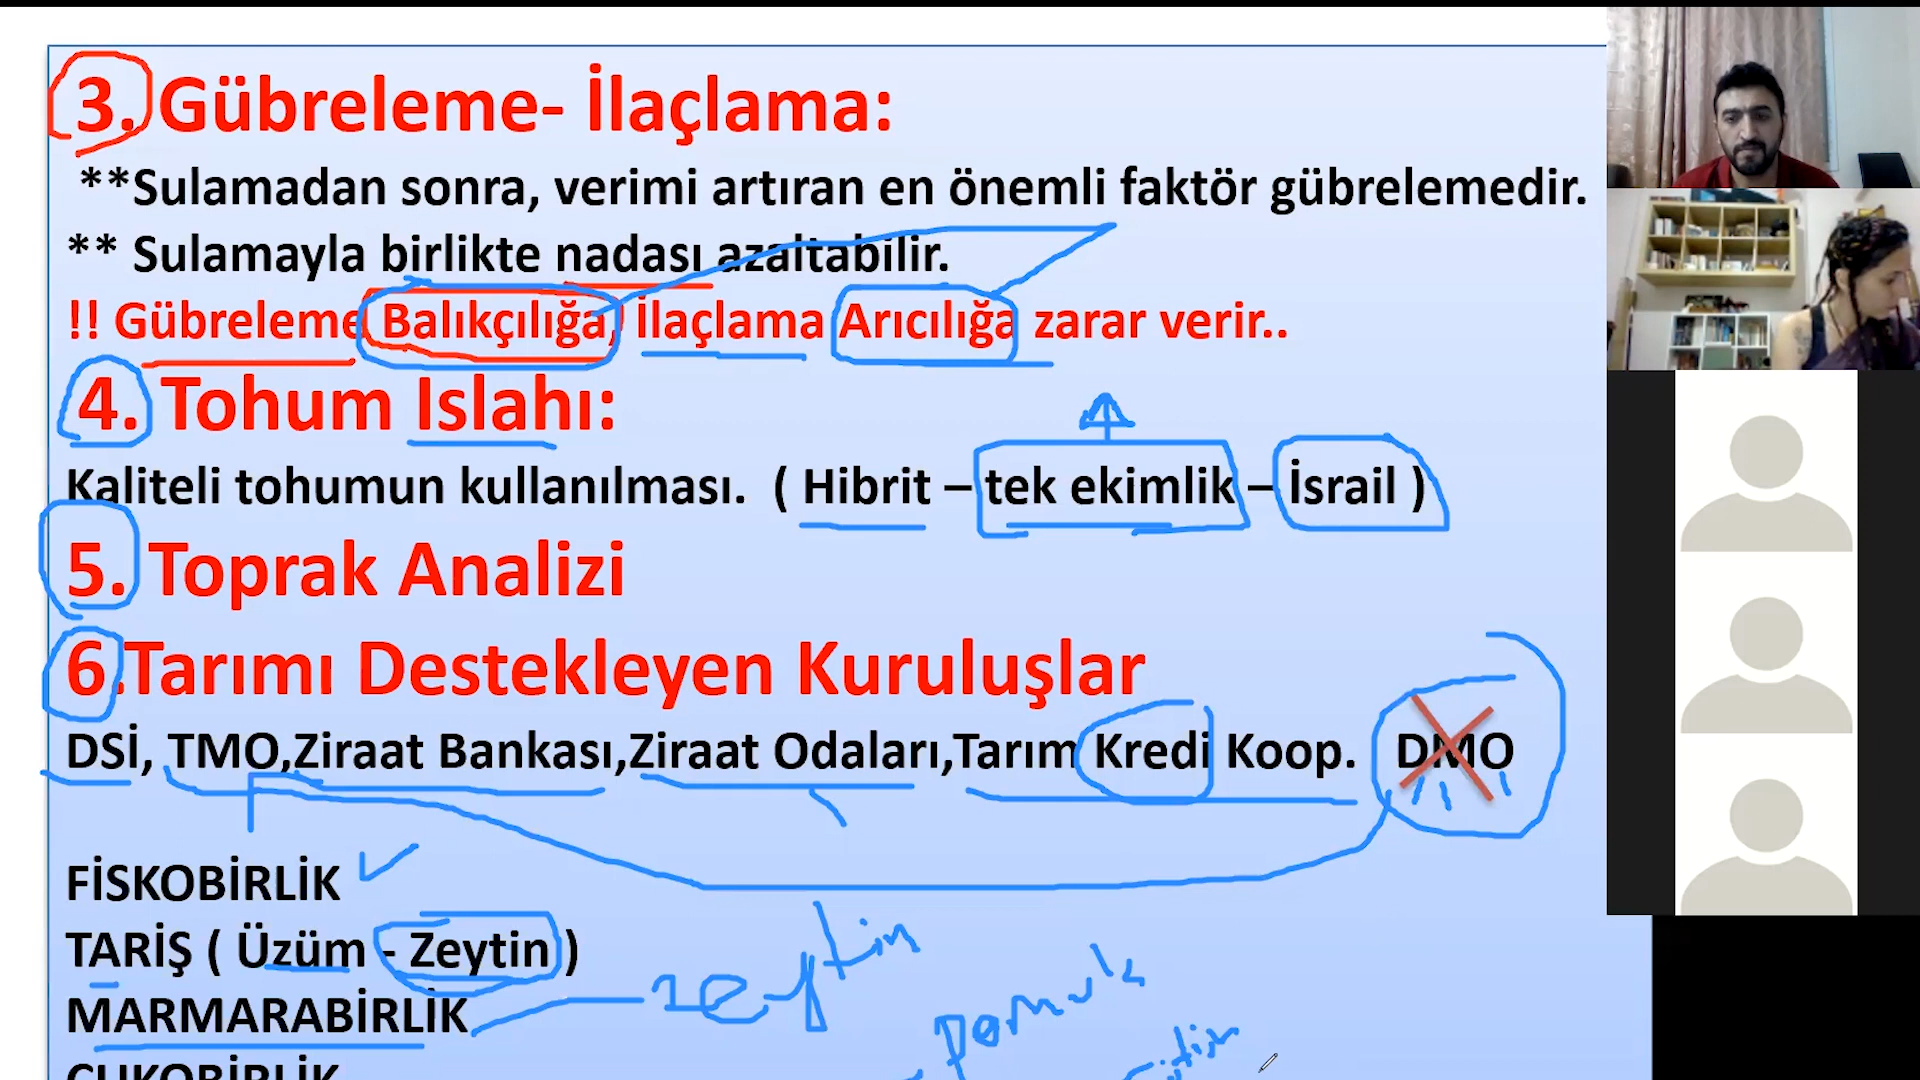 3. Gübreleme- İlaçlama:
**Sulamadan sonra, verimi artıran en önemli faktör gübrelemedir.
** Sulamayla birlikte nadası azaltabilir.
!! Gübreleme Balıkçılığa, İlaçlama Arıcılığa zarar verir..
4. Tohum Islahı:
Kaliteli tohumun kullanılması. ( Hibrit – tek ekimlik – İsrail )
5. Toprak Analizi
6.Tarımı Destekleyen Kuruluşlar
DSİ, TMO,Ziraat Bankası,Ziraat Odaları,Tarım Kredi Koop. DMO
FİSKOBİRLİK
TARİŞ ( Üzüm - Zeytin )
MARMARABİRLİK zeytin
pamuk
ÇUKOBİRLİK